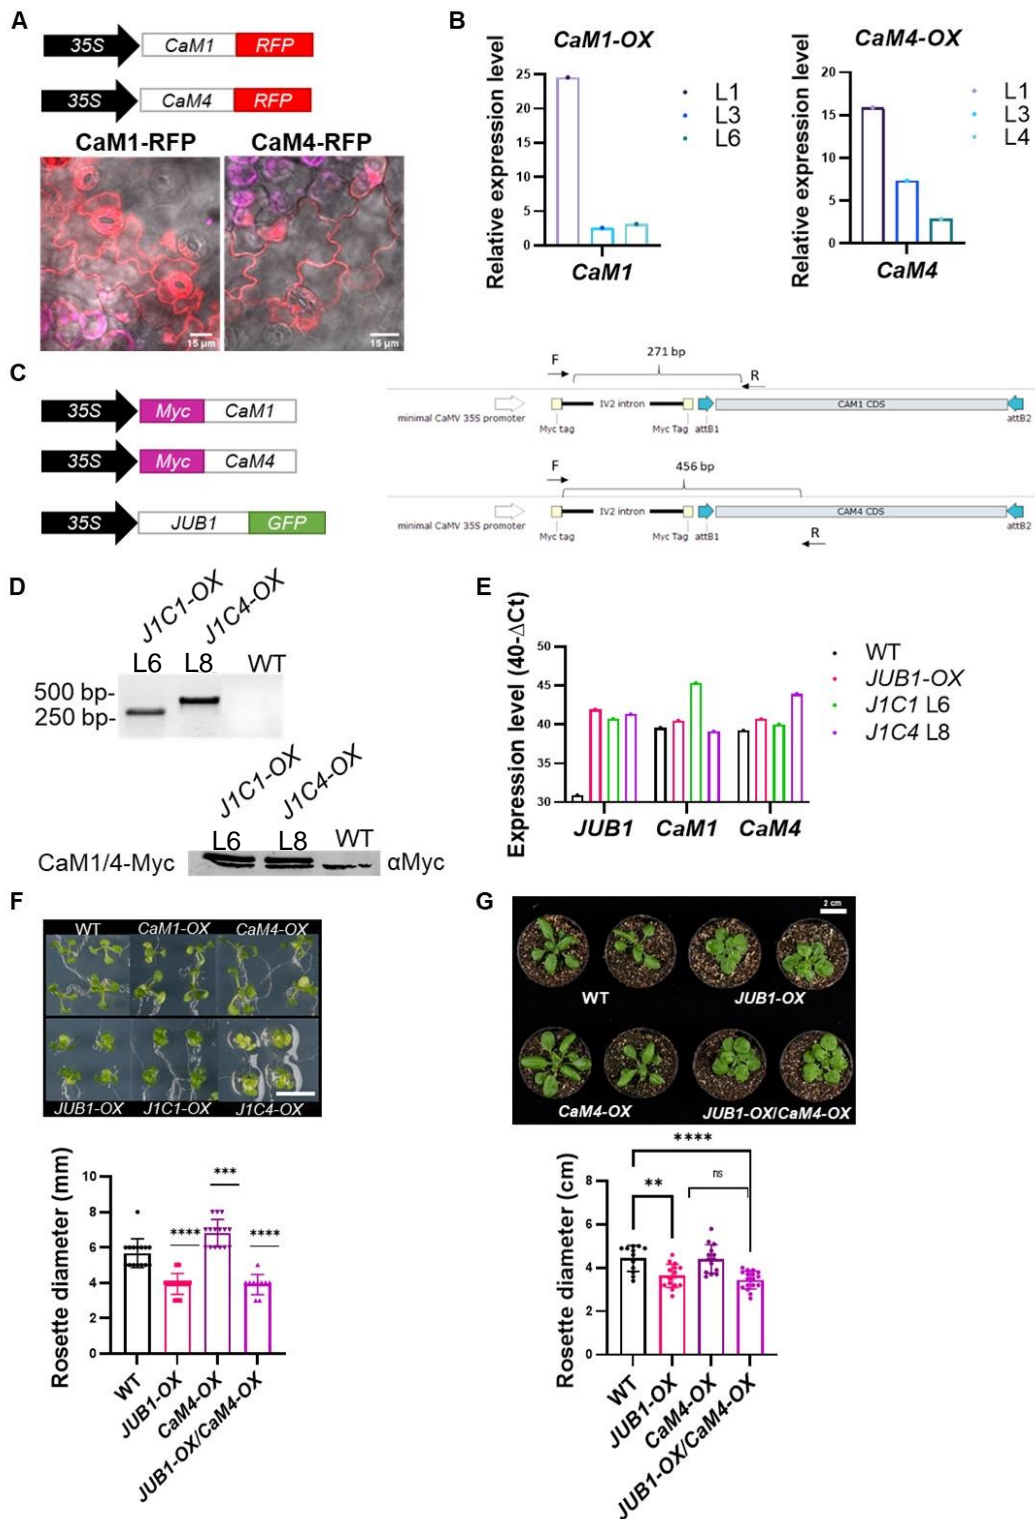 A
35S CaM1 RFP
35S CaM4 RFP
CaM1-RFP CaM4-RFP
15 µm 15 µm
B
CaM1-OX
Relative expression level
25
20
15
10
5
0
CaM1
L1
L3
L6
CaM4-OX
Relative expression level
20
15
10
5
0
CaM4
L1
L3
L4
C
35S Myc CaM1
35S Myc CaM4
35S JUB1 GFP
271 bp
F
R
IV2 intron
CAM1 CDS
minimal CaMV 35S promoter
Myc tag
Myc Tag
attB1
attB2
456 bp
F
IV2 intron
CAM4 CDS
minimal CaMV 35S promoter
Myc tag
Myc Tag
attB1
attB2
R
D
J1C1-OX J1C4-OX
L6 L8 WT
500 bp-
250 bp-
J1C1-OX J1C4-OX
L6 L8 WT
CaM1/4-Myc αMyc
E
Expression level (40-ΔCt)
50
45
40
35
30
JUB1 CaM1 CaM4
WT
JUB1-OX
J1C1 L6
J1C4 L8
F
WT CaM1-OX CaM4-OX
JUB1-OX J1C1-OX J1C4-OX
Rosette diameter (mm)
10
8
6
4
2
0
****
***
****
WT
JUB1-OX
CaM4-OX
JUB1-OX/CaM4-OX
G
2 cm
WT JUB1-OX
CaM4-OX JUB1-OX/CaM4-OX
Rosette diameter (cm)
8
6
4
2
0
****
**
ns
WT
JUB1-OX
CaM4-OX
JUB1-OX/CaM4-OX